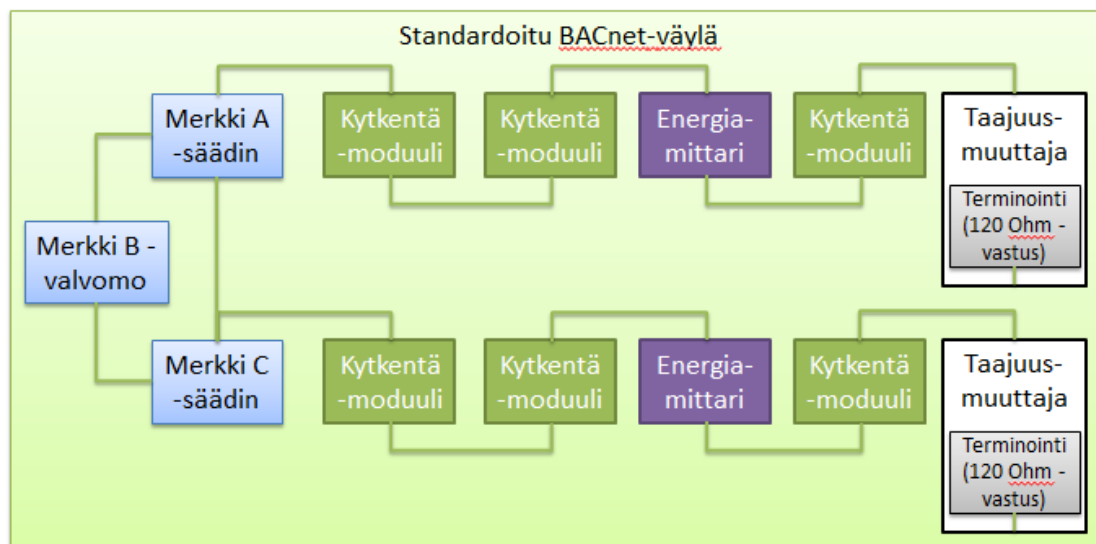 Standardoitu BACnet-väylä
Merkki A
-säädin
Kytkentä
-moduuli
Kytkentä
-moduuli
Energia-
mittari
Kytkentä
-moduuli
Taajuus-
muuttaja
Terminointi
(120 Ohm -
vastus)
Merkki B -
valvomo
Merkki C
-säädin
Kytkentä
-moduuli
Kytkentä
-moduuli
Energia-
mittari
Kytkentä
-moduuli
Taajuus-
muuttaja
Terminointi
(120 Ohm -
vastus)